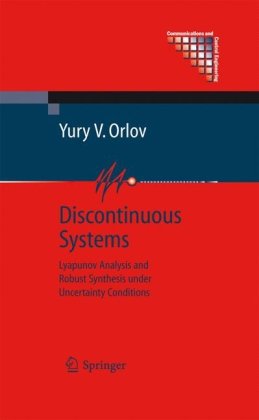 Communications and
Control Engineering
Yury V. Orlov
Discontinuous
Systems
Lyapunov Analysis and
Robust Synthesis under
Uncertainty Conditions
Springer